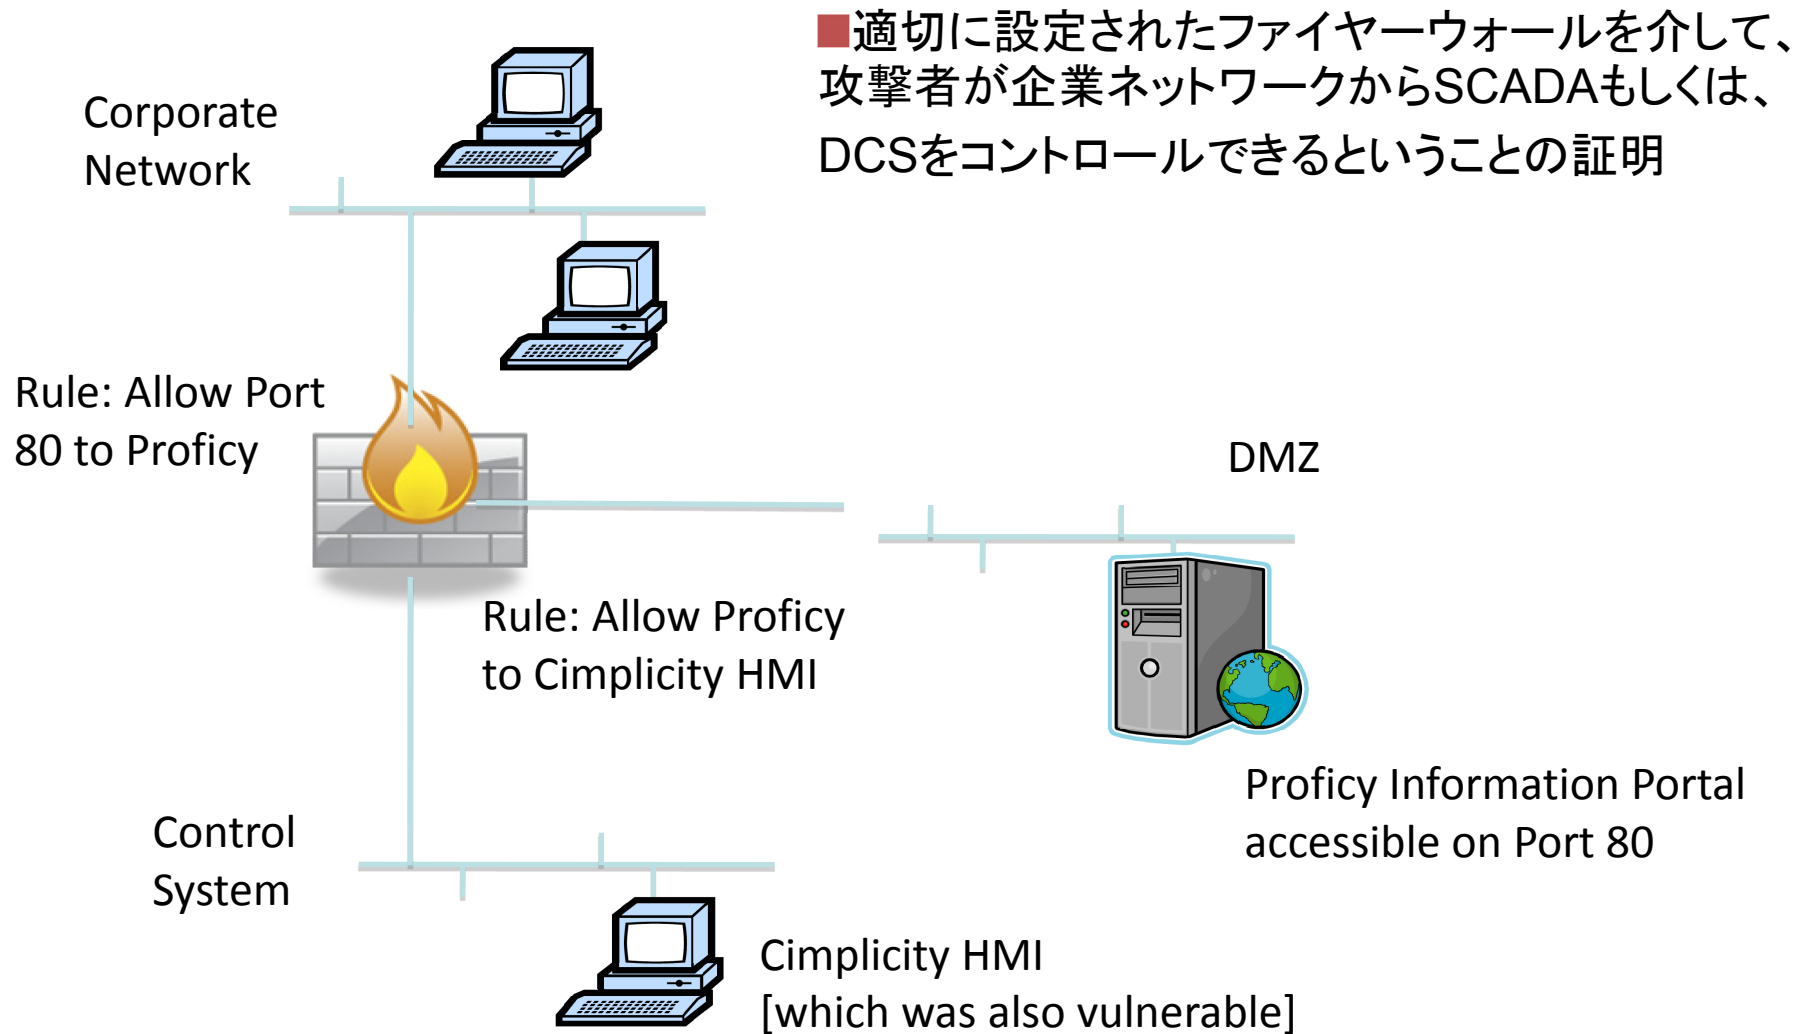 ■適切に設定されたファイヤーウォールを介して、
攻撃者が企業ネットワークからSCADAもしくは、
DCSをコントロールできるということの証明
Corporate
Network
Rule: Allow Port
80 to Proficy
DMZ
Rule: Allow Proficy
to Cimplicity HMI
Proficy Information Portal
accessible on Port 80
Control
System
Cimplicity HMI
[which was also vulnerable]